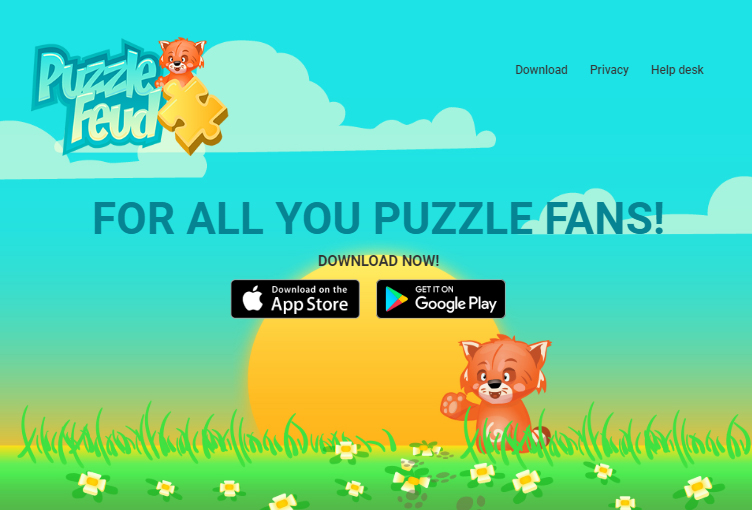 Puzzle
Feud
Download Privacy Help desk
FOR ALL YOU PUZZLE FANS!
DOWNLOAD NOW!
Download on the
App Store
GET IT ON
Google Play